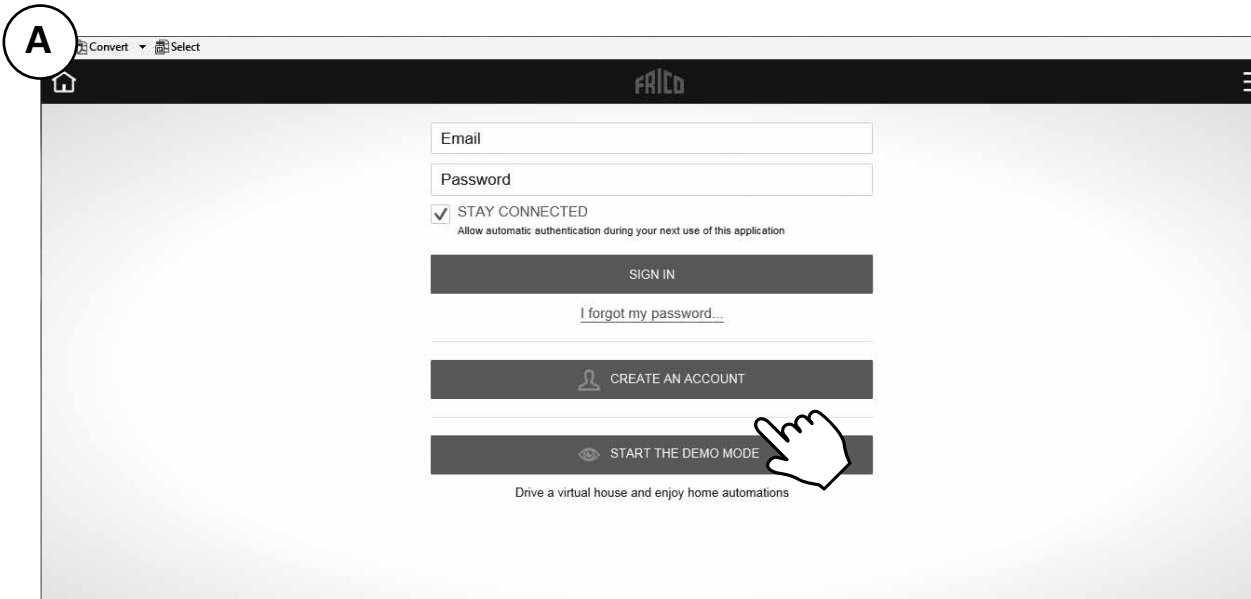 A
Convert Select
FRICO
Email
Password
STAY CONNECTED
Allow automatic authentication during your next use of this application
SIGN IN
I forgot my password...
CREATE AN ACCOUNT
START THE DEMO MODE
Drive a virtual house and enjoy home automations